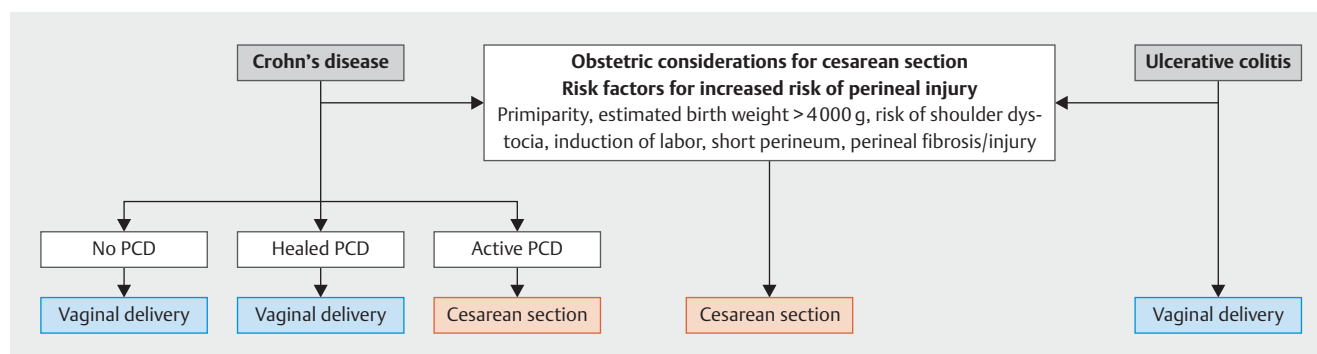 Crohn's disease
Obstetric considerations for cesarean section
Risk factors for increased risk of perineal injury
Primiparity, estimated birth weight > 4000 g, risk of shoulder dys-
tocia, induction of labor, short perineum, perineal fibrosis/injury
Ulcerative colitis
No PCD
Healed PCD
Active PCD
Vaginal delivery
Vaginal delivery
Cesarean section
Cesarean section
Vaginal delivery